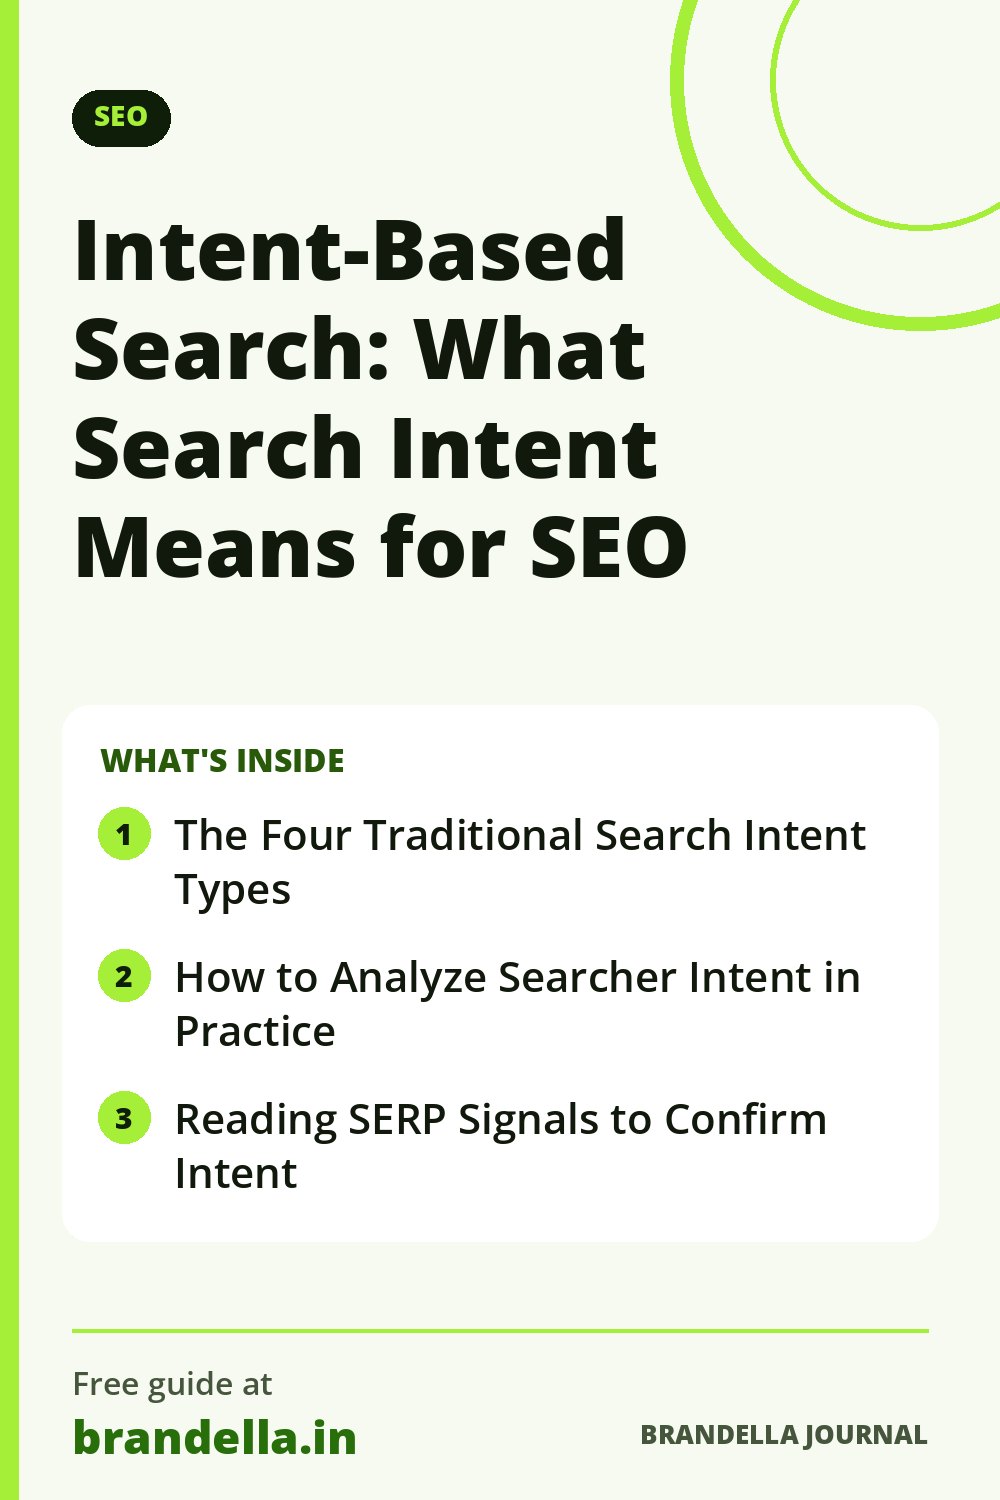 SEO
Intent-Based
Search: What
Search Intent
Means for SEO
WHAT'S INSIDE
1 The Four Traditional Search Intent
Types
2 How to Analyze Searcher Intent in
Practice
3 Reading SERP Signals to Confirm
Intent
Free guide at
brandella.in
BRANDELLA JOURNAL